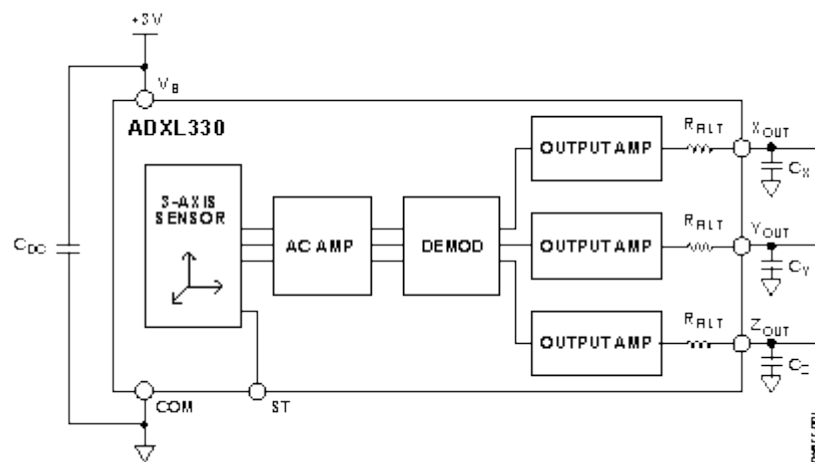 +3V
V_B
ADXL330
3-AXIS
SENSOR
AC AMP
DEMOD
OUTPUT AMP
OUTPUT AMP
OUTPUT AMP
R_FILT
R_FILT
R_FILT
X_OUT
Y_OUT
Z_OUT
C_X
C_Y
C_Z
C_DC
COM
ST